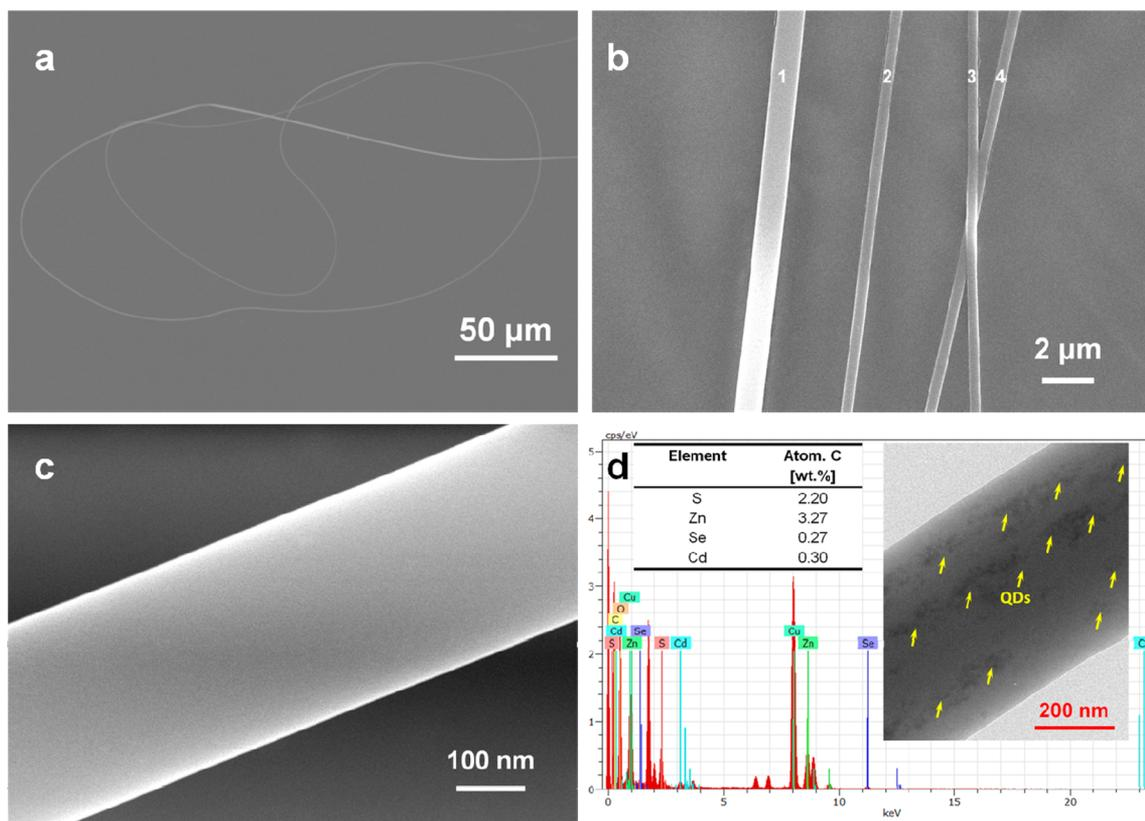 a
50 µm
b
1
2
3
4
2 µm
c
100 nm
d
cps/eV
5
4
3
2
1
0
Element Atom. C
[wt.%]
S 2.20
Zn 3.27
Se 0.27
Cd 0.30
Cu
O
C
Cd Se
S Zn S Cd
Cu
Zn
Se
C
QDs
200 nm
0 5 10 15 20
keV